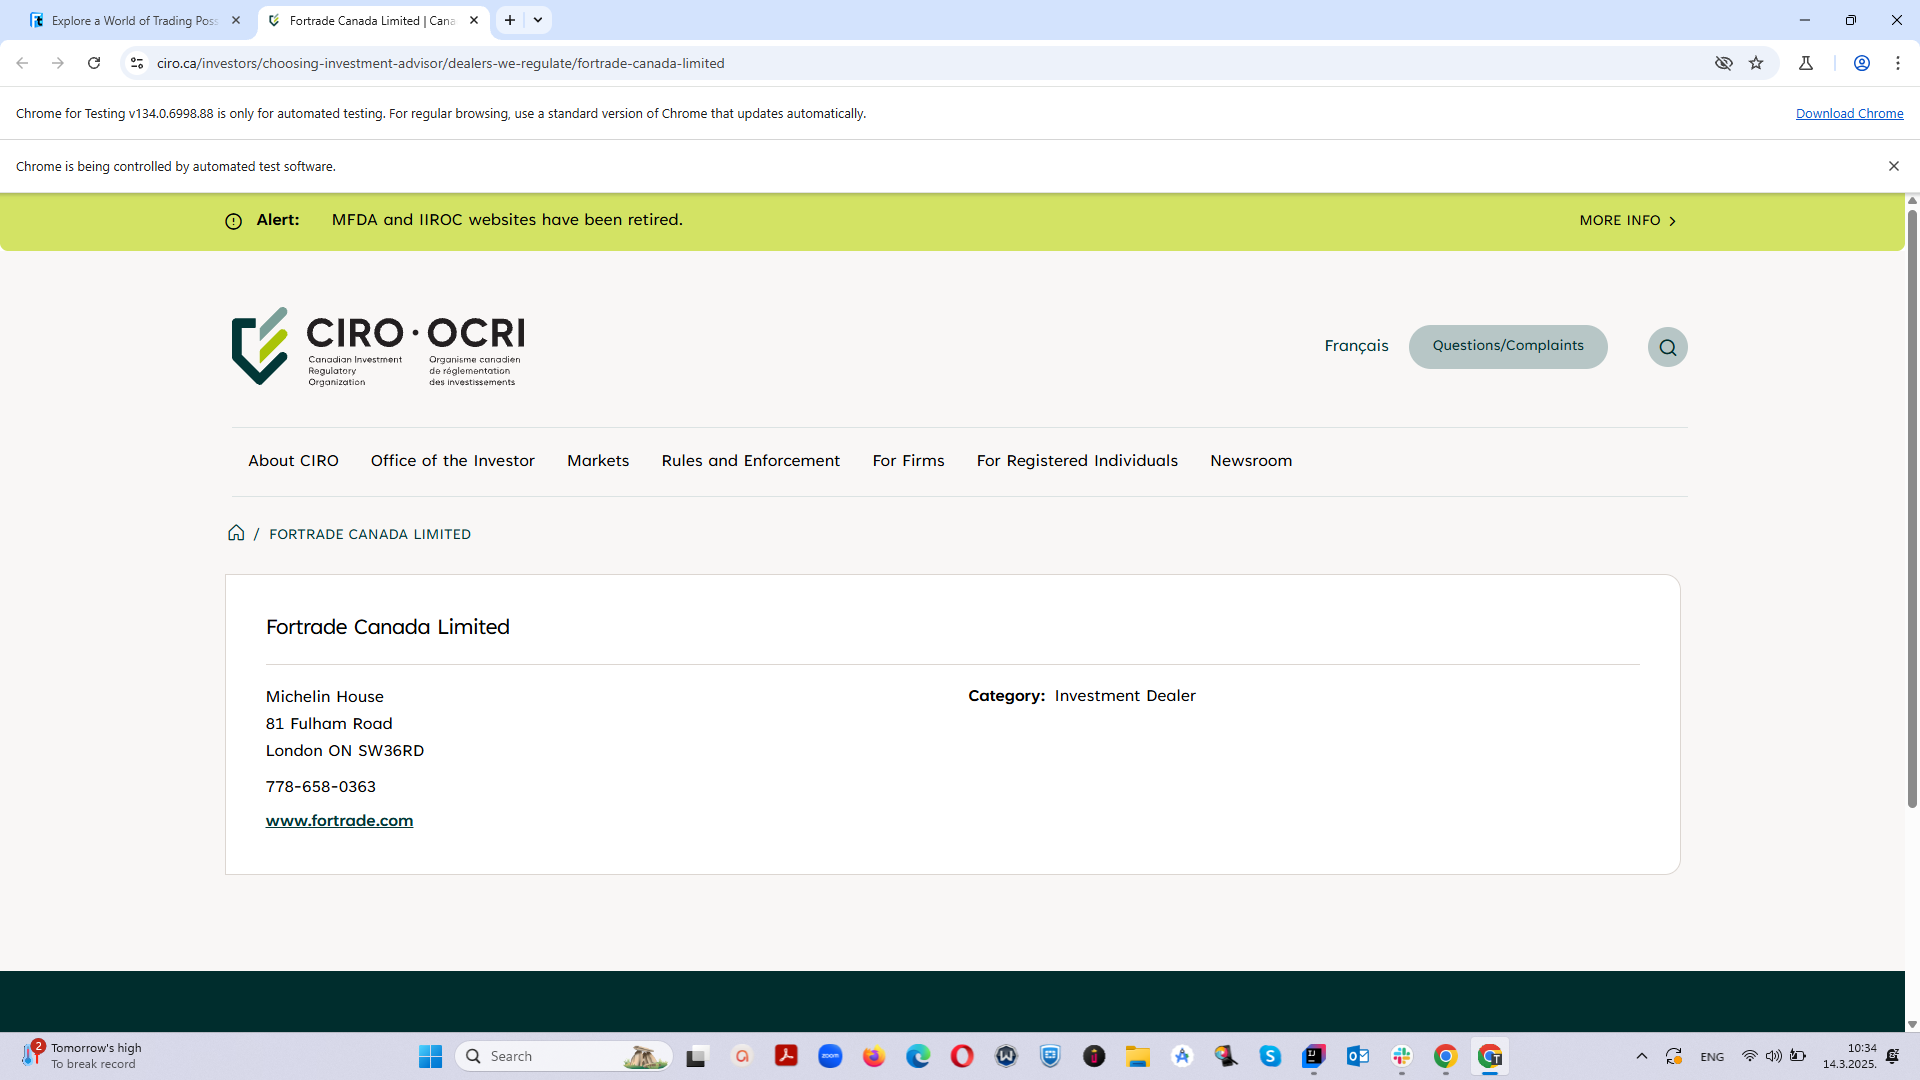 Explore a World of Trading Poss
Fortrade Canada Limited | Cana
ciro.ca/investors/choosing-investment-advisor/dealers-we-regulate/fortrade-canada-limited
Chrome for Testing v134.0.6998.88 is only for automated testing. For regular browsing, use a standard version of Chrome that updates automatically.
Download Chrome
Chrome is being controlled by automated test software.
Alert: MFDA and IIROC websites have been retired.
MORE INFO
CIRO · OCRI
Canadian Investment Regulatory Organization
Organisme canadien de réglementation des investissements
Français
Questions/Complaints
About CIRO
Office of the Investor
Markets
Rules and Enforcement
For Firms
For Registered Individuals
Newsroom
/ FORTRADE CANADA LIMITED
Fortrade Canada Limited
Michelin House
81 Fulham Road
London ON SW36RD
778-658-0363
www.fortrade.com
Category: Investment Dealer
2
Tomorrow's high
To break record
Search
zoom
ENG
10:34
14.3.2025.